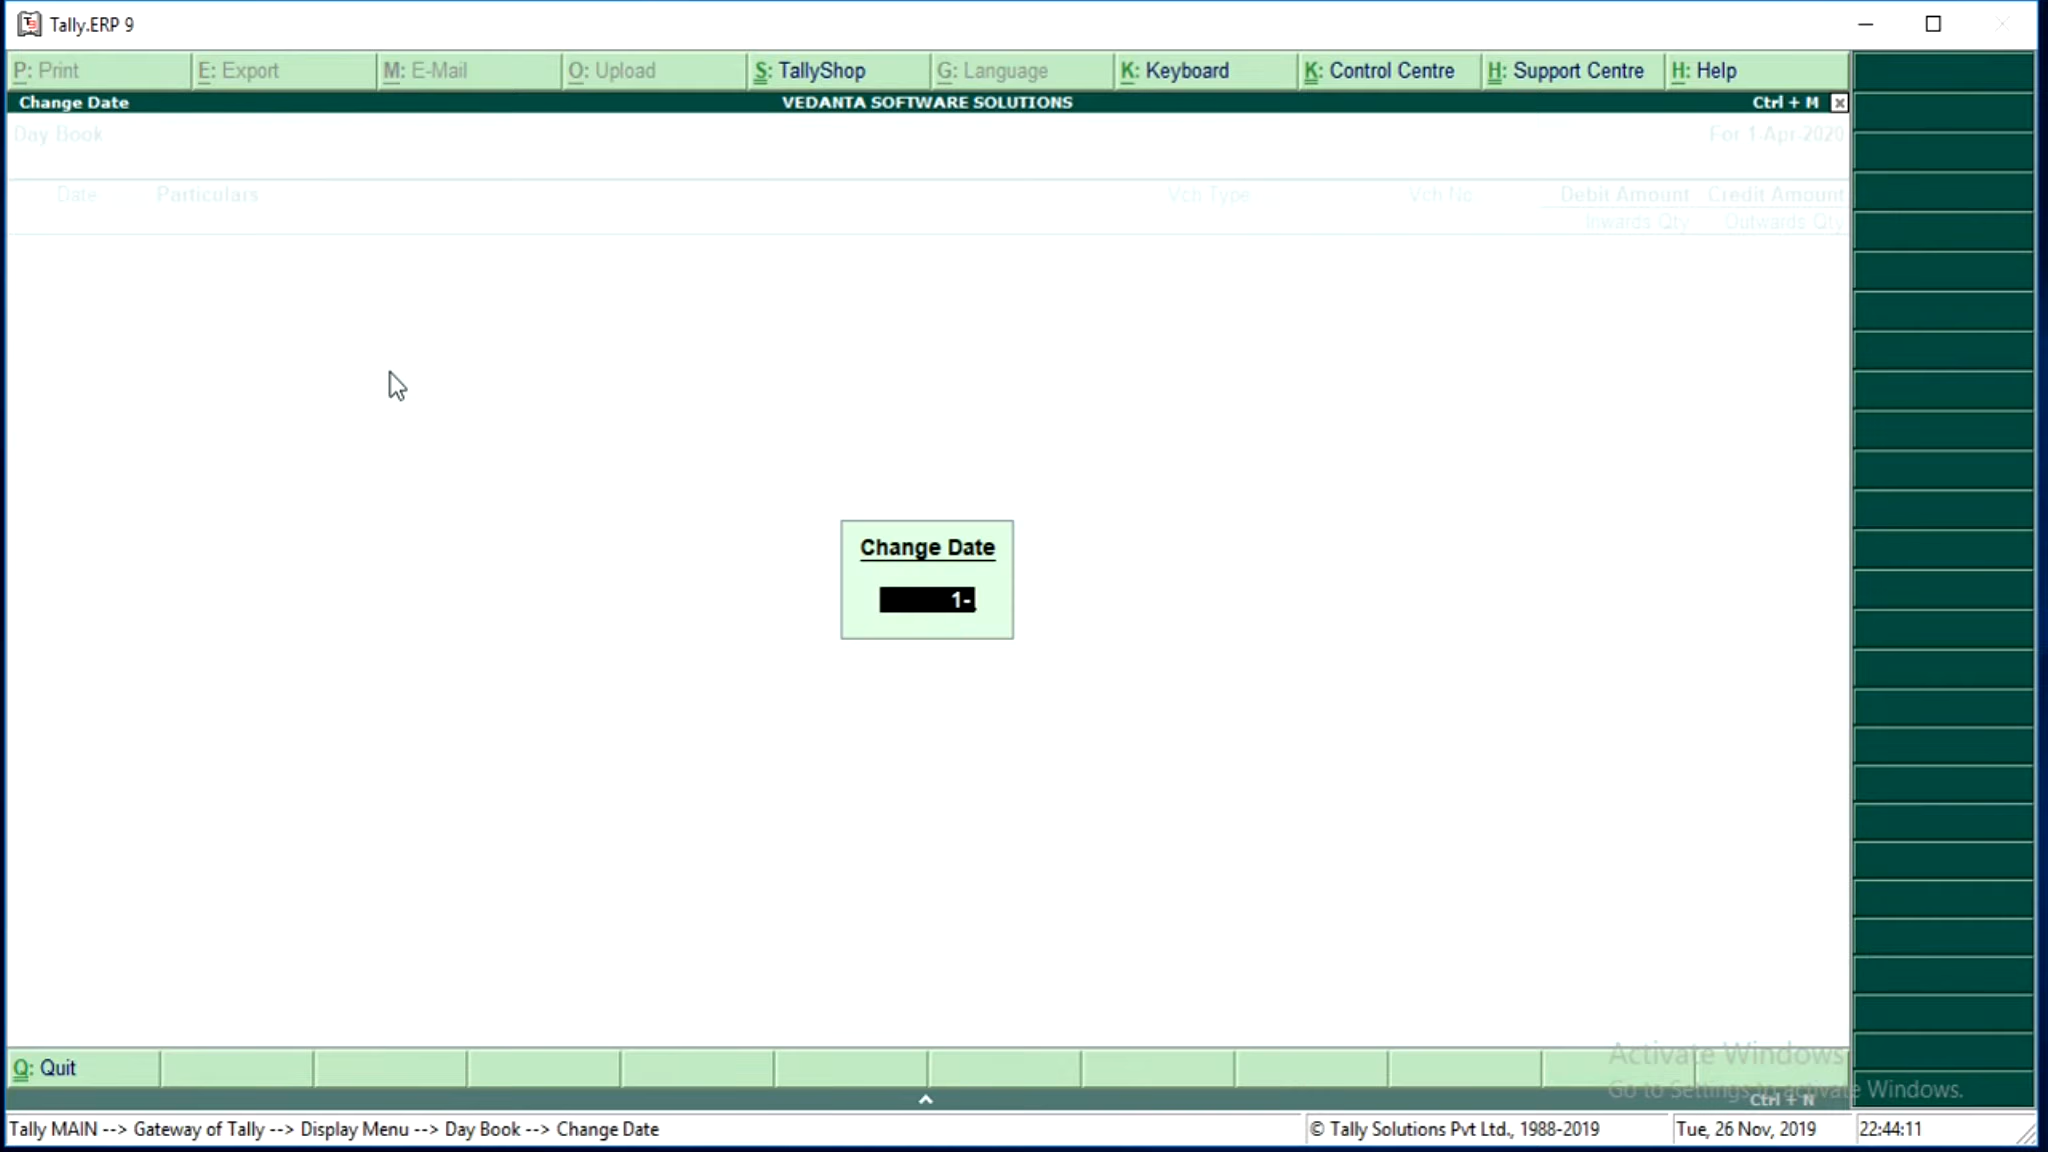 Tally.ERP 9
P: Print E: Export M: E-Mail O: Upload S: TallyShop G: Language K: Keyboard K: Control Centre H: Support Centre H: Help
Change Date VEDANTA SOFTWARE SOLUTIONS Ctrl + M
Day Book For 1-Apr-2020
Date Particulars Vch Type Vch No. Debit Amount Credit Amount
Inwards Qty Outwards Qty
Change Date
1-
Activate Windows
Q: Quit
Go to Settings to activate Windows.
Ctrl + N
Tally MAIN --> Gateway of Tally --> Display Menu --> Day Book --> Change Date © Tally Solutions Pvt Ltd., 1988-2019 Tue, 26 Nov, 2019 22:44:11